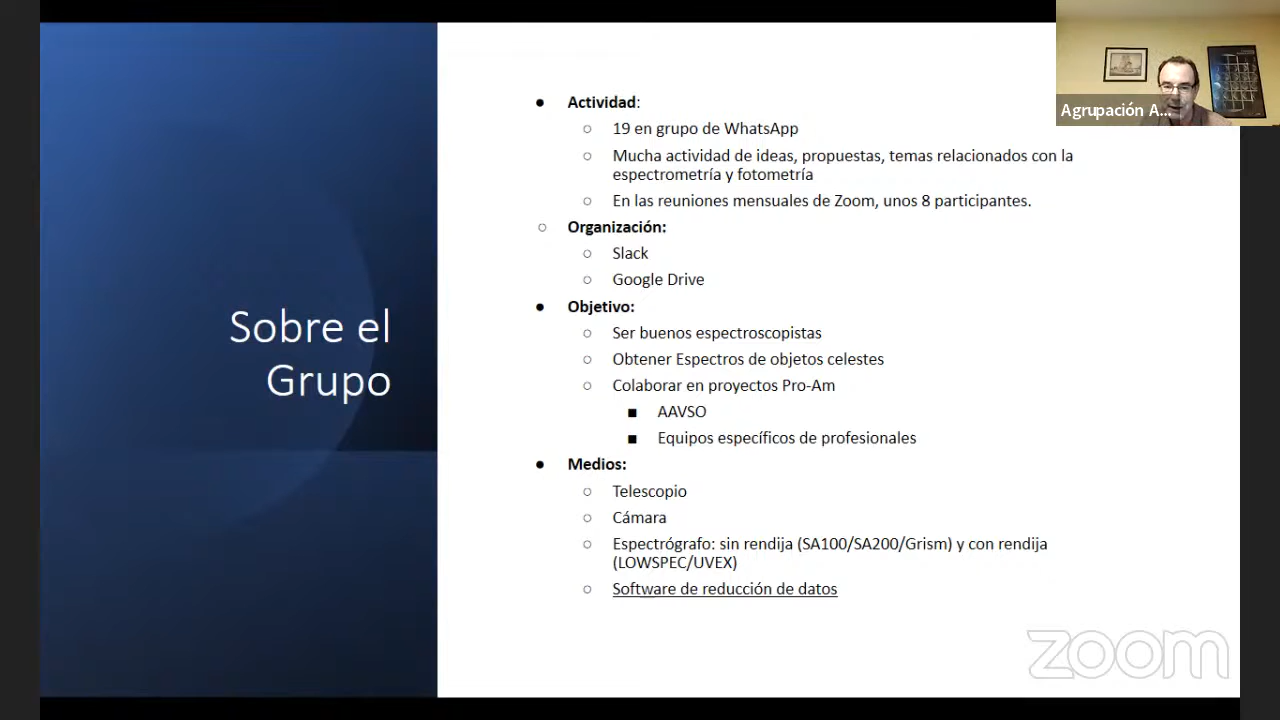 Sobre el
Grupo
● Actividad:
○ 19 en grupo de WhatsApp
○ Mucha actividad de ideas, propuestas, temas relacionados con la
espectrometría y fotometría
○ En las reuniones mensuales de Zoom, unos 8 participantes.
○ Organización:
○ Slack
○ Google Drive
● Objetivo:
○ Ser buenos espectroscopistas
○ Obtener Espectros de objetos celestes
○ Colaborar en proyectos Pro-Am
■ AAVSO
■ Equipos específicos de profesionales
● Medios:
○ Telescopio
○ Cámara
○ Espectrógrafo: sin rendija (SA100/SA200/Grism) y con rendija
(LOWSPEC/UVEX)
○ Software de reducción de datos
Agrupación A...
zoom